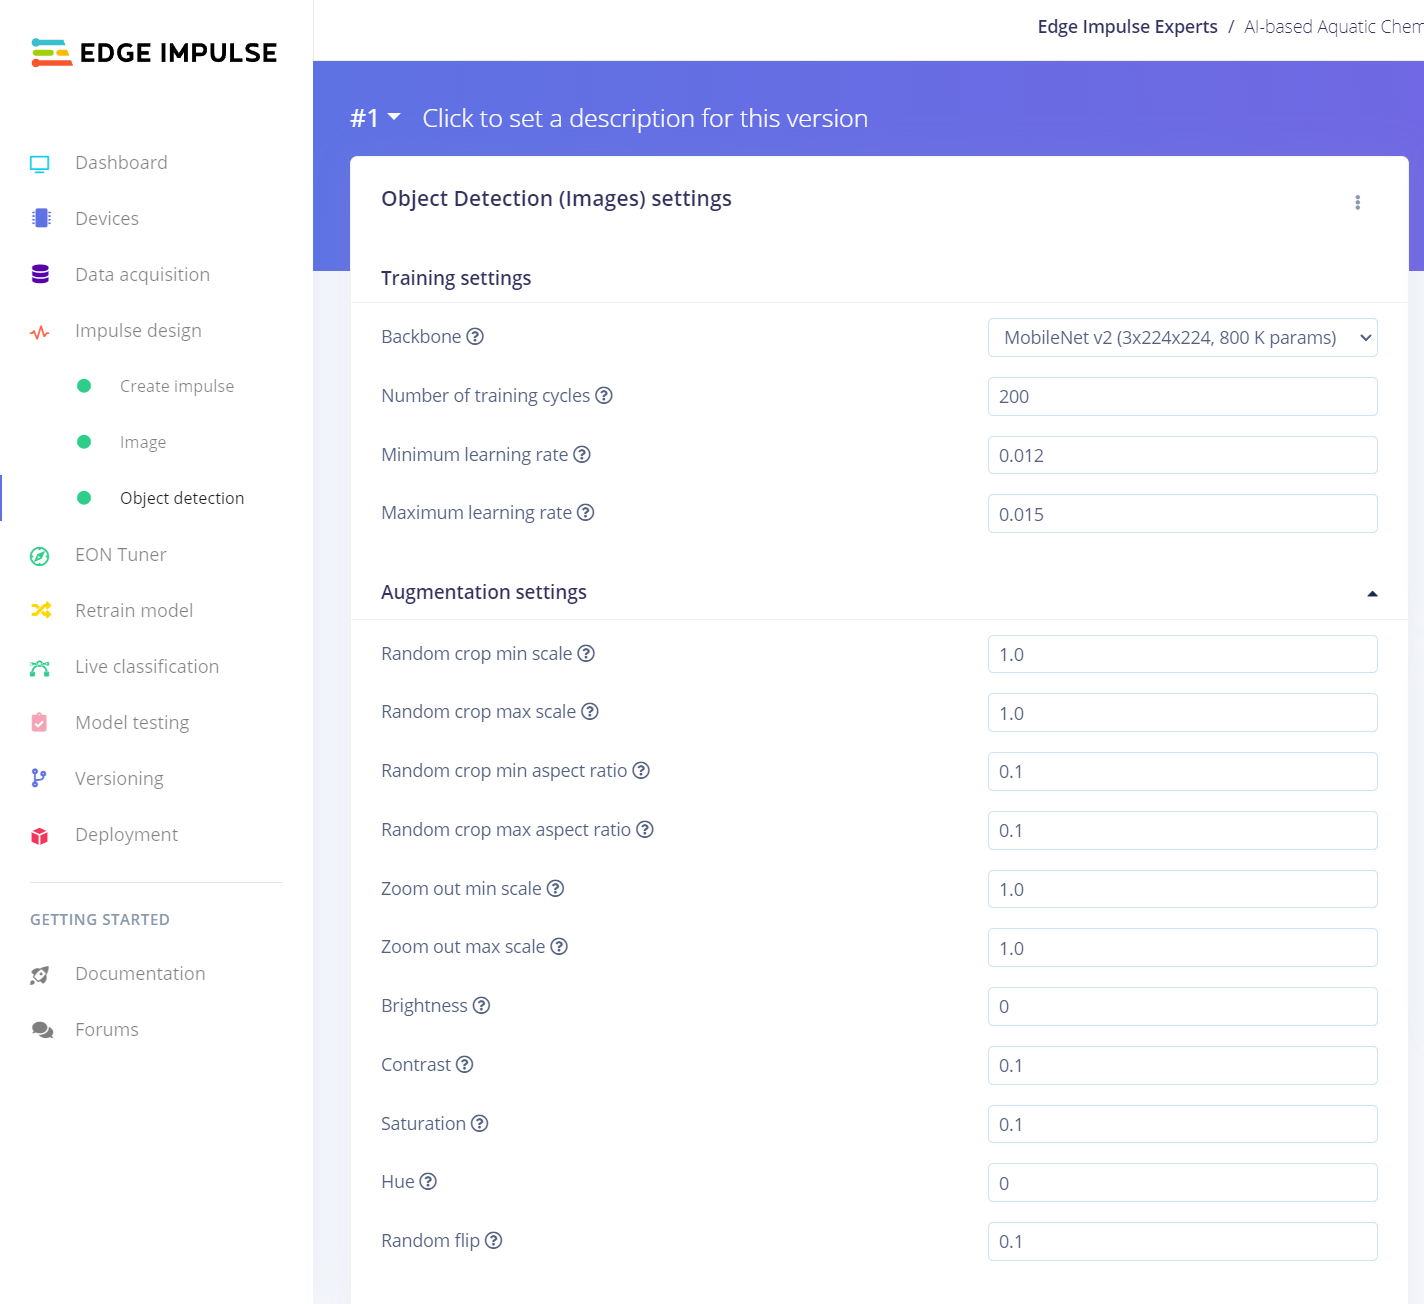 EDGE IMPULSE
Edge Impulse Experts / AI-based Aquatic Chem
#1 Click to set a description for this version
Dashboard
Devices
Data acquisition
Impulse design
Create impulse
Image
Object detection
EON Tuner
Retrain model
Live classification
Model testing
Versioning
Deployment
GETTING STARTED
Documentation
Forums
Object Detection (Images) settings
Training settings
Backbone MobileNet v2 (3x224x224, 800 K params)
Number of training cycles 200
Minimum learning rate 0.012
Maximum learning rate 0.015
Augmentation settings
Random crop min scale 1.0
Random crop max scale 1.0
Random crop min aspect ratio 0.1
Random crop max aspect ratio 0.1
Zoom out min scale 1.0
Zoom out max scale 1.0
Brightness 0
Contrast 0.1
Saturation 0.1
Hue 0
Random flip 0.1